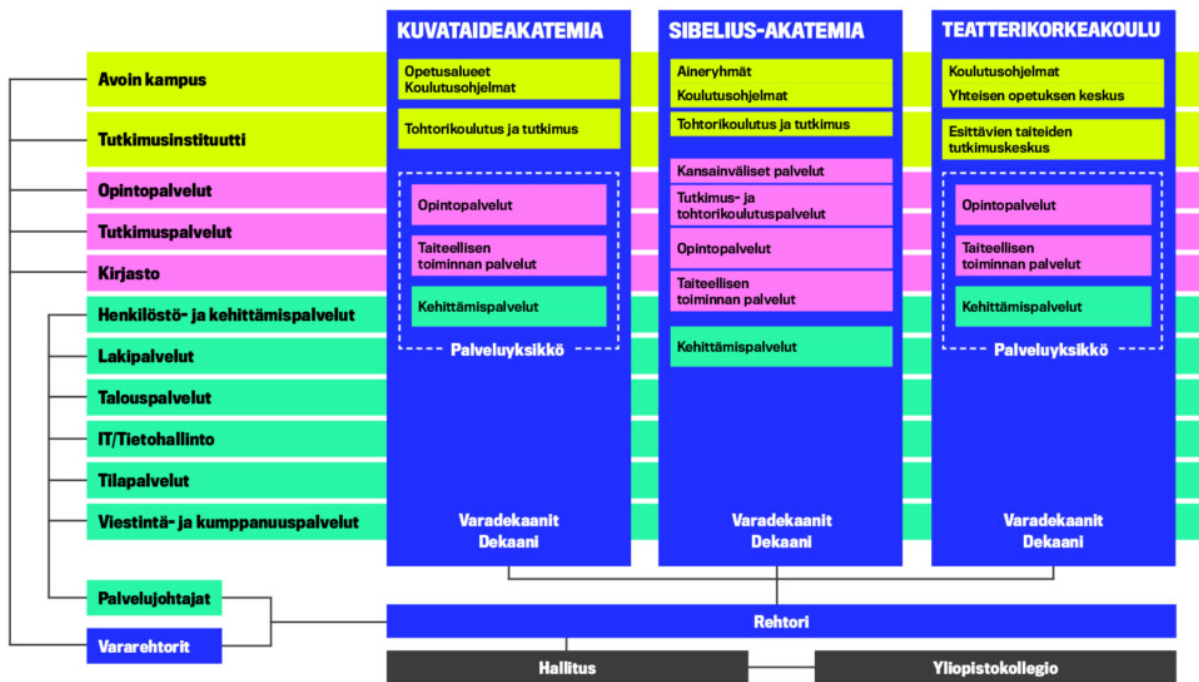 KUVATAIDEAKATEMIA
SIBELIUS-AKATEMIA
TEATTERIKORKEAKOULU
Avoin kampus
Tutkimusinstituutti
Opintopalvelut
Tutkimuspalvelut
Kirjasto
Henkilöstö- ja kehittämispalvelut
Lakipalvelut
Talouspalvelut
IT/Tietohallinto
Tilapalvelut
Viestintä- ja kumppanuuspalvelut
Opetusalueet
Koulutusohjelmat
Tohtorikoulutus ja tutkimus
Opintopalvelut
Taiteellisen
toiminnan palvelut
Kehittämispalvelut
Palveluyksikkö
Varadekaanit
Dekaani
Aineryhmät
Koulutusohjelmat
Tohtorikoulutus ja tutkimus
Kansainväliset palvelut
Tutkimus- ja
tohtorikoulutuspalvelut
Opintopalvelut
Taiteellisen
toiminnan palvelut
Kehittämispalvelut
Varadekaanit
Dekaani
Koulutusohjelmat
Yhteisen opetuksen keskus
Esittävien taiteiden
tutkimuskeskus
Opintopalvelut
Taiteellisen
toiminnan palvelut
Kehittämispalvelut
Palveluyksikkö
Varadekaanit
Dekaani
Palvelujohtajat
Vararehtorit
Rehtori
Hallitus
Yliopistokollegio